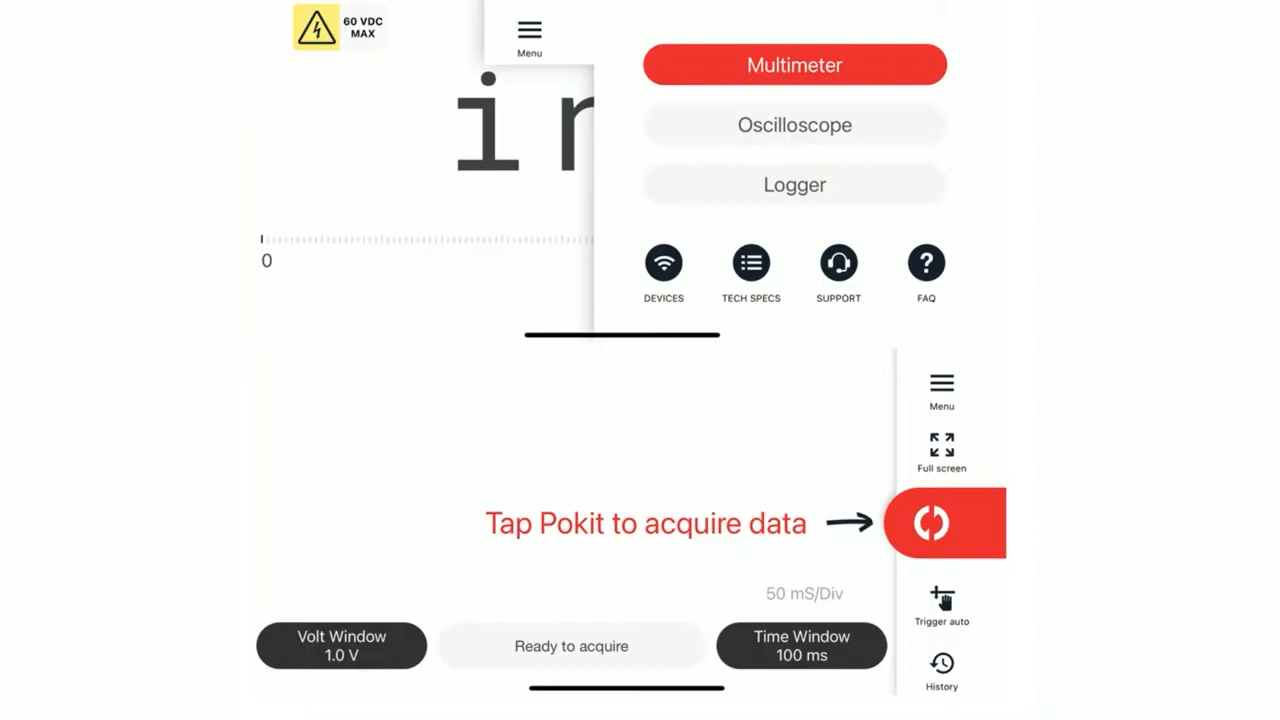 60 VDC
MAX
Menu
Multimeter
Oscilloscope
Logger
0
DEVICES
TECH SPECS
SUPPORT
FAQ
Menu
Full screen
Tap Pokit to acquire data
50 mS/Div
Trigger auto
Volt Window
1.0 V
Ready to acquire
Time Window
100 ms
History